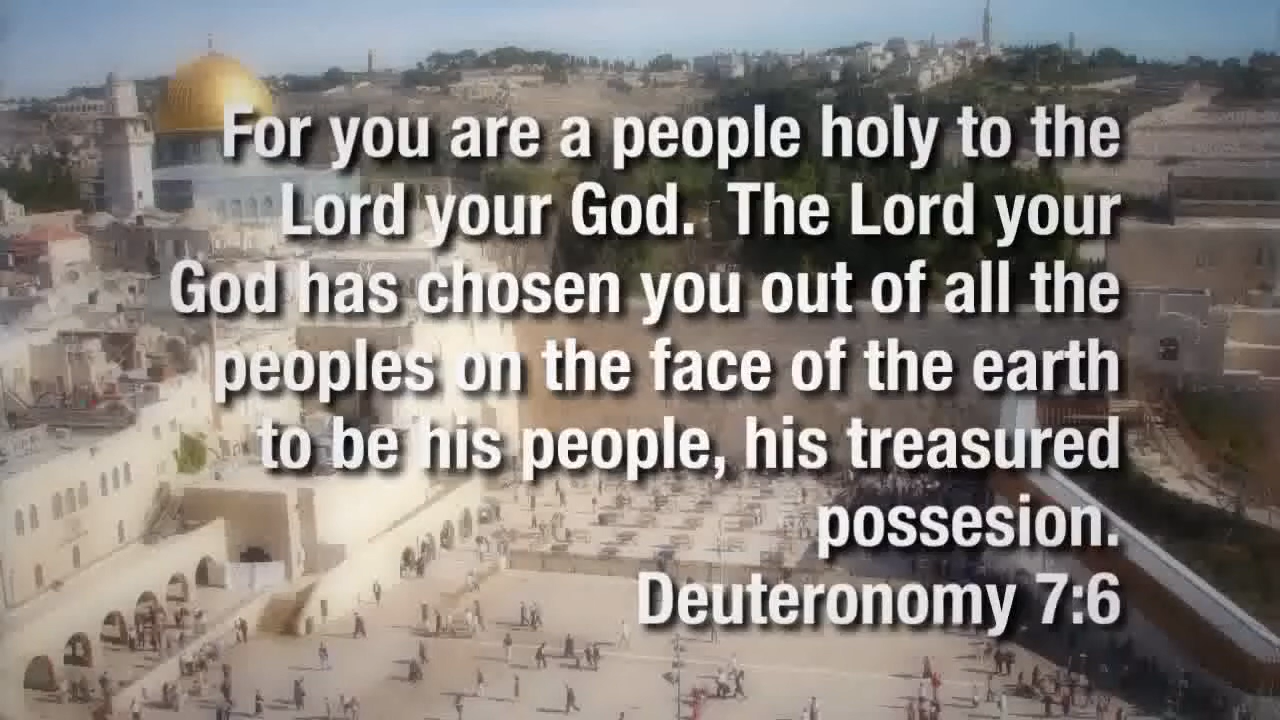 For you are a people holy to the
Lord your God.  The Lord your
God has chosen you out of all the
peoples on the face of the earth
to be his people, his treasured
possesion.
Deuteronomy 7:6